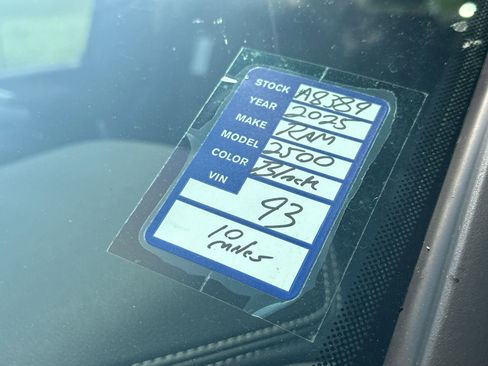 STOCK A8389
YEAR 2025
MAKE RAM
MODEL 2500
COLOR Black
VIN
93
10
miles